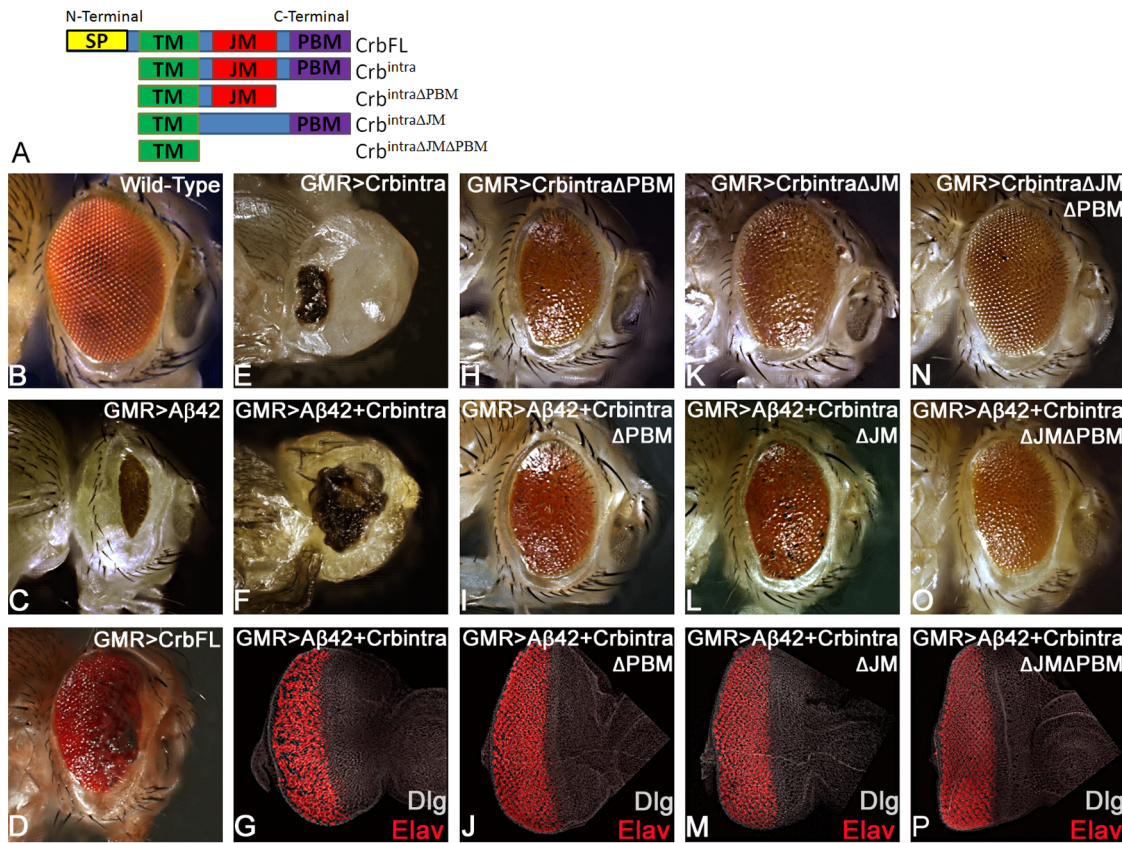 N-Terminal C-Terminal
SP TM JM PBM CrbFL
TM JM PBM Crbintra
TM JM CrbintraΔPBM
TM PBM CrbintraΔJM
TM CrbintraΔJMΔPBM
A
Wild-Type
B
GMR>Crbintra
E
GMR>CrbintraΔPBM
H
GMR>CrbintraΔJM
K
GMR>CrbintraΔJM
ΔPBM
N
GMR>Aβ42
C
GMR>Aβ42+Crbintra
F
GMR>Aβ42+Crbintra
ΔPBM
I
GMR>Aβ42+Crbintra
ΔJM
L
GMR>Aβ42+Crbintra
ΔJMΔPBM
O
GMR>CrbFL
D
GMR>Aβ42+Crbintra
Dlg
G Elav
GMR>Aβ42+Crbintra
ΔPBM
Dlg
J Elav
GMR>Aβ42+Crbintra
ΔJM
Dlg
M Elav
GMR>Aβ42+Crbintra
ΔJMΔPBM
Dlg
P Elav